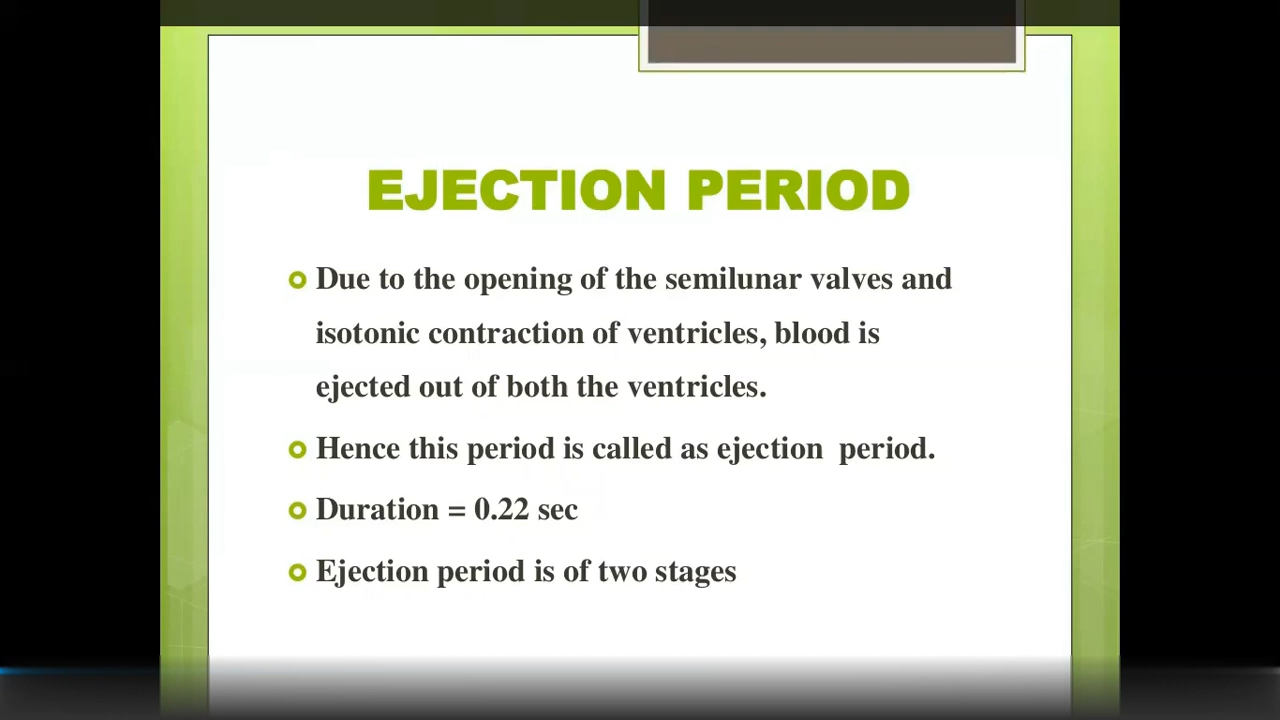 EJECTION PERIOD
Due to the opening of the semilunar valves and
isotonic contraction of ventricles, blood is
ejected out of both the ventricles.
Hence this period is called as ejection  period.
Duration = 0.22 sec
Ejection period is of two stages